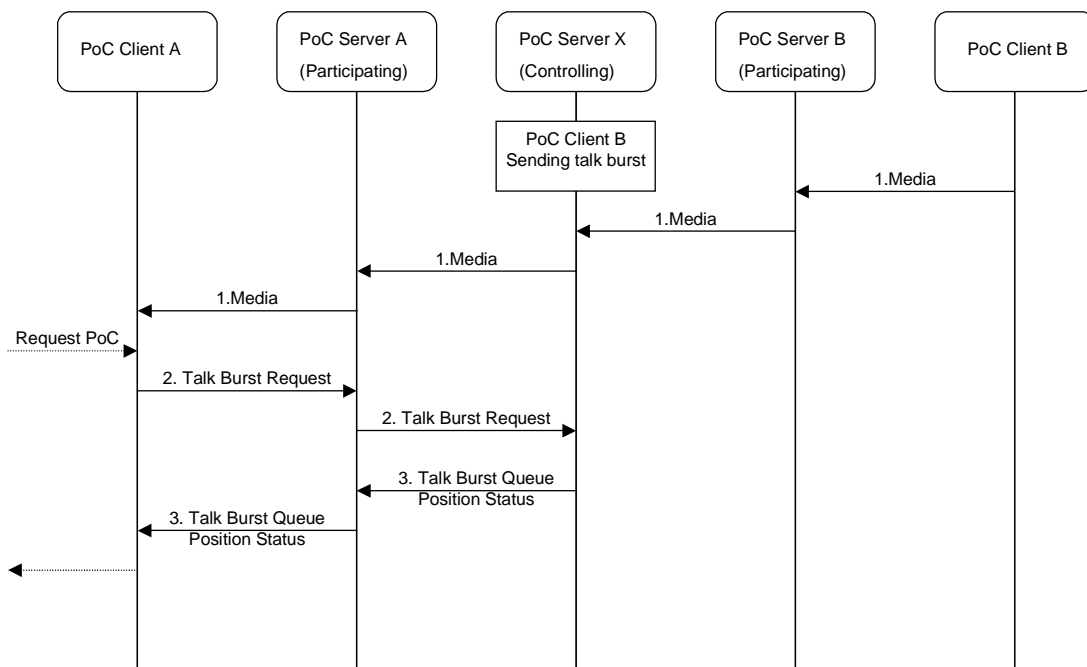 PoC Client A
PoC Server A
(Participating)
PoC Server X
(Controlling)
PoC Server B
(Participating)
PoC Client B
PoC Client B
Sending talk burst
1.Media
1.Media
1.Media
1.Media
Request PoC
2. Talk Burst Request
2. Talk Burst Request
3. Talk Burst Queue
Position Status
3. Talk Burst Queue
Position Status